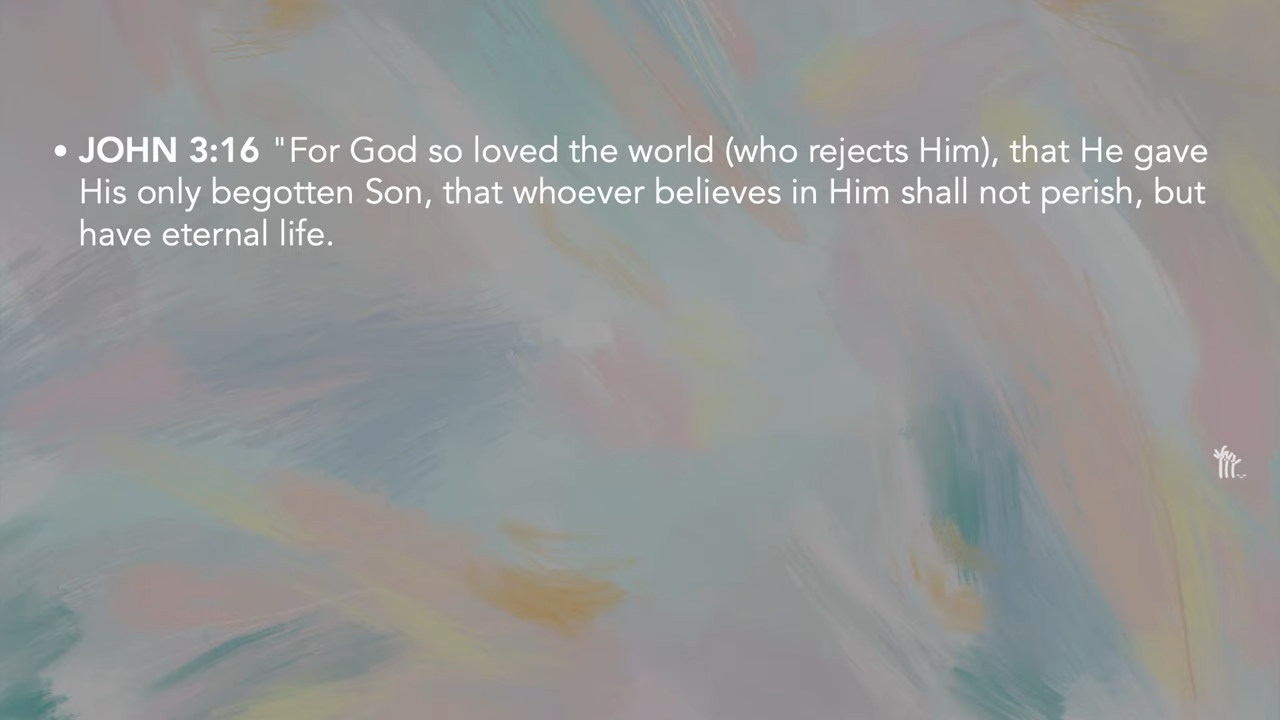 • JOHN 3:16 "For God so loved the world (who rejects Him), that He gave
His only begotten Son, that whoever believes in Him shall not perish, but
have eternal life.